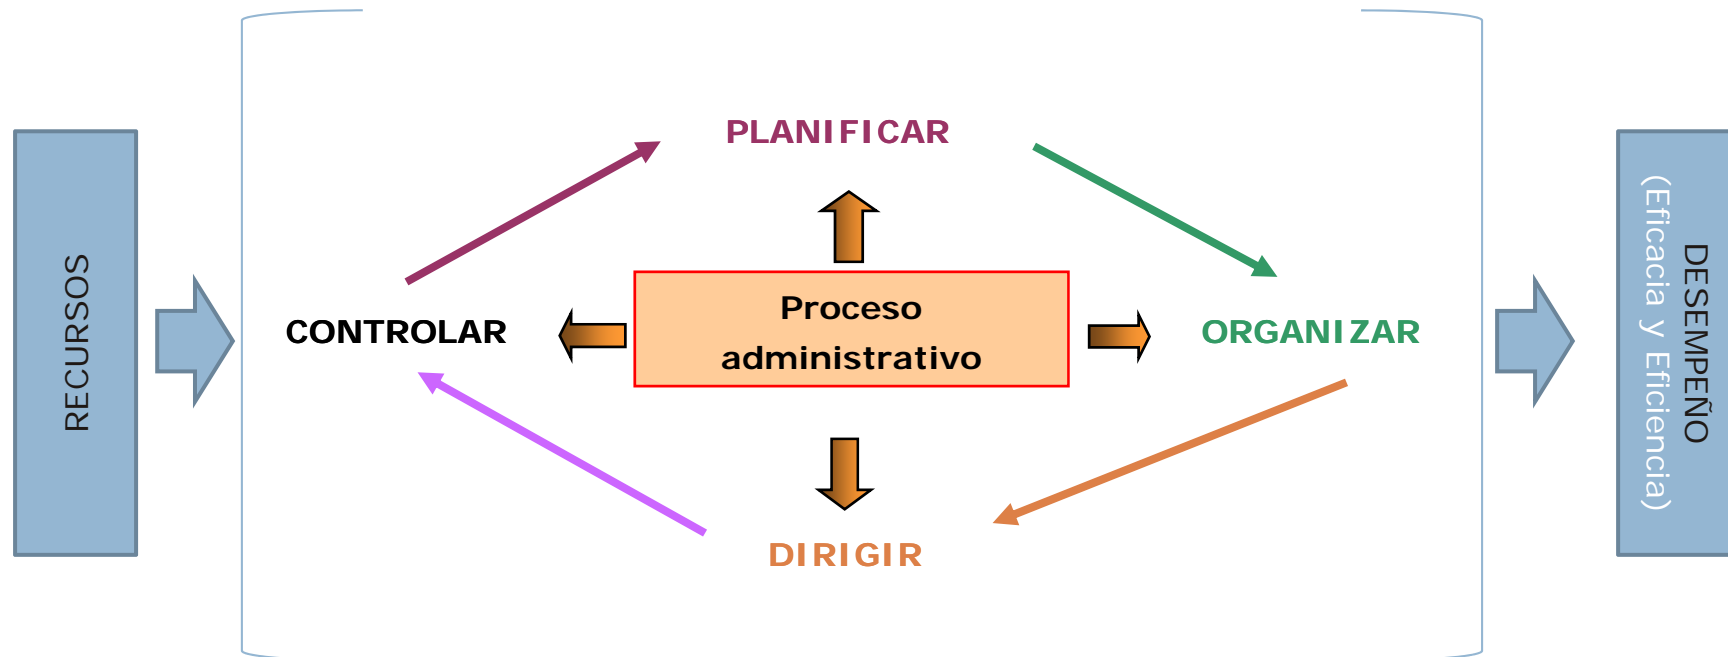 RECURSOS
PLANIFICAR
CONTROLAR
Proceso
administrativo
ORGANIZAR
DIRIGIR
DESEMPEÑO
(Eficacia y Eficiencia)